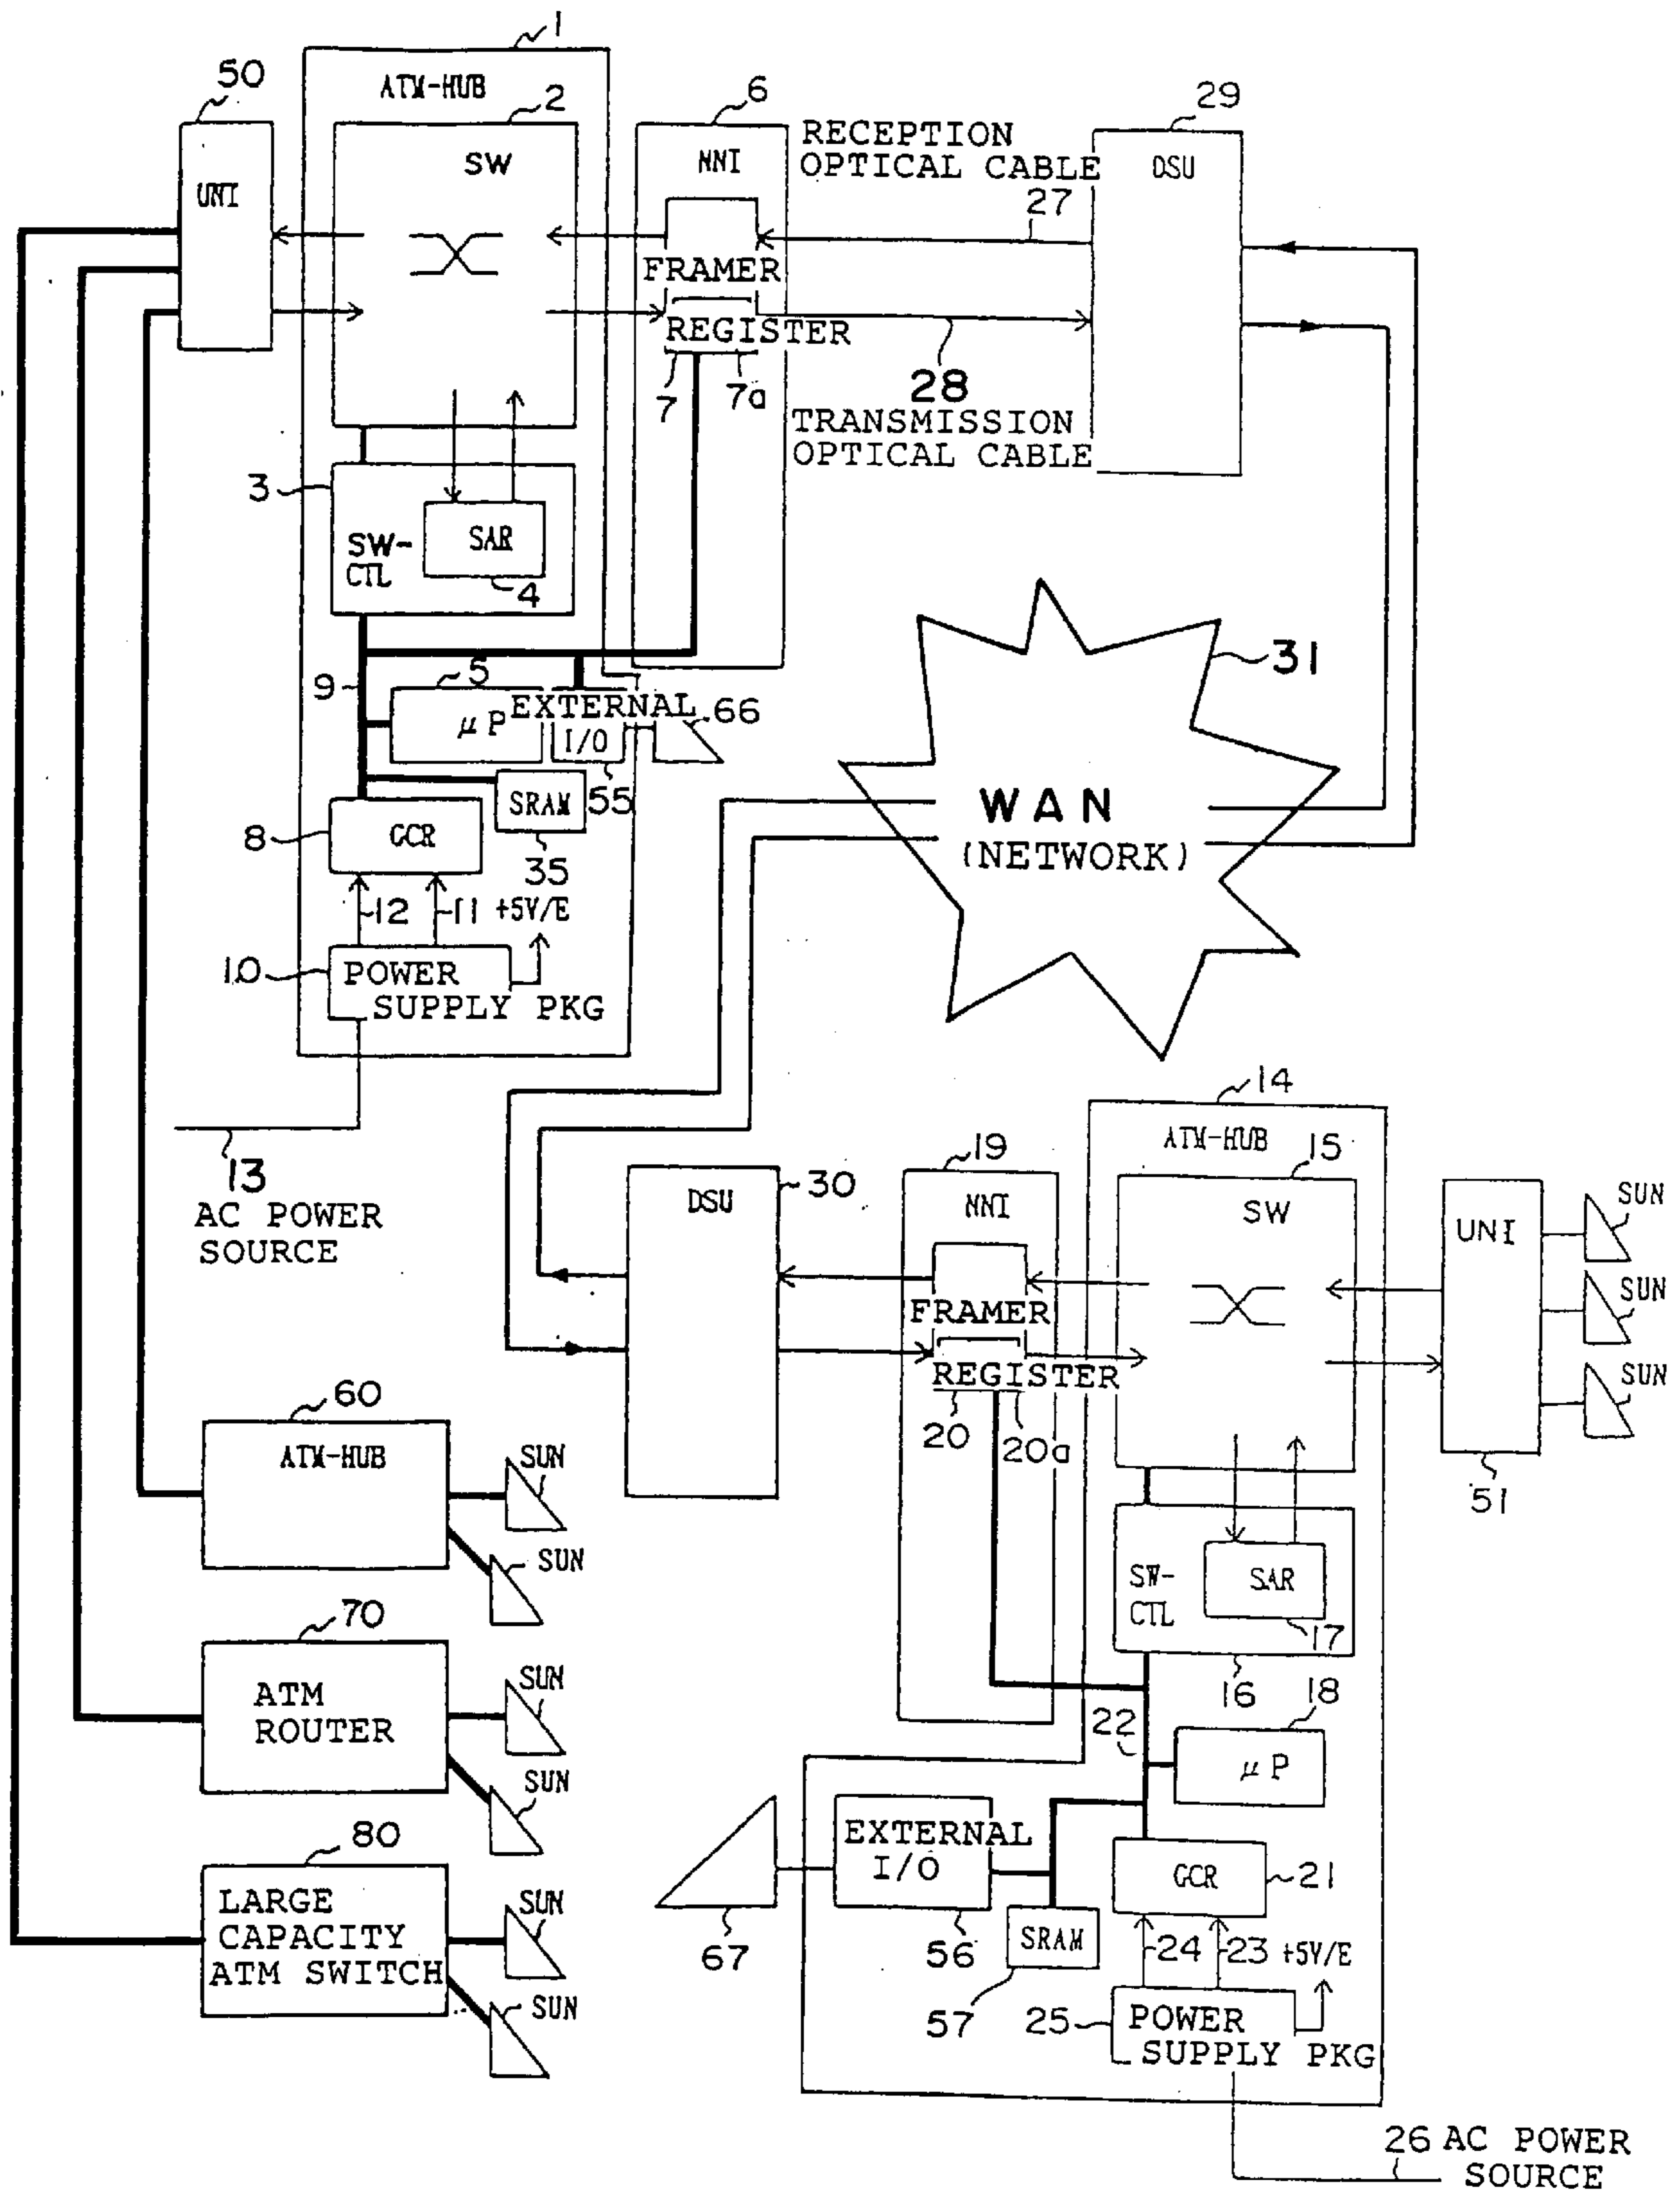 1
ATM-HUB
50
2
6
29
SW
NNI
RECEPTION
OPTICAL CABLE
DSU
UNI
27
FRAMER
REGISTER
7
7a
28
TRANSMISSION
OPTICAL CABLE
3
SW-
CTL
SAR
4
31
9
5
μP
EXTERNAL
I/O
66
55
SRAM
35
8
GCR
WAN
(NETWORK)
12
11
+5V/E
10
POWER
SUPPLY PKG
13
AC POWER
SOURCE
14
ATM-HUB
15
19
30
DSU
NNI
SW
UNI
SUN
SUN
SUN
FRAMER
REGISTER
20
20a
51
60
ATM-HUB
SUN
SUN
SW-
CTL
SAR
17
16
18
22
μP
70
ATM
ROUTER
SUN
SUN
80
LARGE
CAPACITY
ATM SWITCH
SUN
SUN
EXTERNAL
I/O
67
56
SRAM
57
GCR
21
24
23
+5V/E
25
POWER
SUPPLY PKG
26 AC POWER
SOURCE